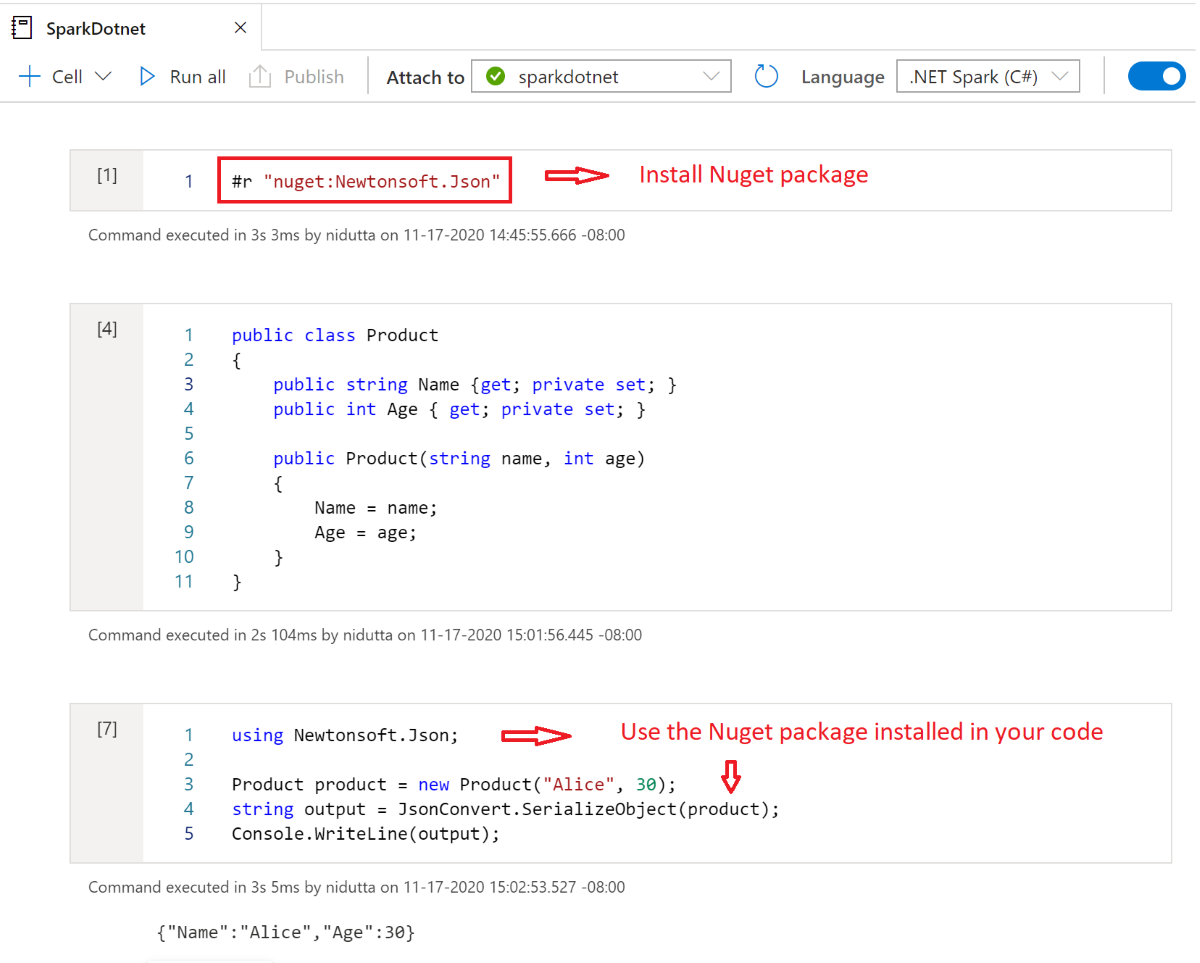 SparkDotnet
Cell Run all Publish Attach to sparkdotnet Language .NET Spark (C#)
[1]
1 #r "nuget:Newtonsoft.Json" Install Nuget package
Command executed in 3s 3ms by nidutta on 11-17-2020 14:45:55.666 -08:00
[4]
1 public class Product
2 {
3     public string Name {get; private set; }
4     public int Age { get; private set; }
5
6     public Product(string name, int age)
7     {
8         Name = name;
9         Age = age;
10     }
11 }
Command executed in 2s 104ms by nidutta on 11-17-2020 15:01:56.445 -08:00
[7]
1 using Newtonsoft.Json; Use the Nuget package installed in your code
2
3 Product product = new Product("Alice", 30);
4 string output = JsonConvert.SerializeObject(product);
5 Console.WriteLine(output);
Command executed in 3s 5ms by nidutta on 11-17-2020 15:02:53.527 -08:00
{"Name":"Alice","Age":30}